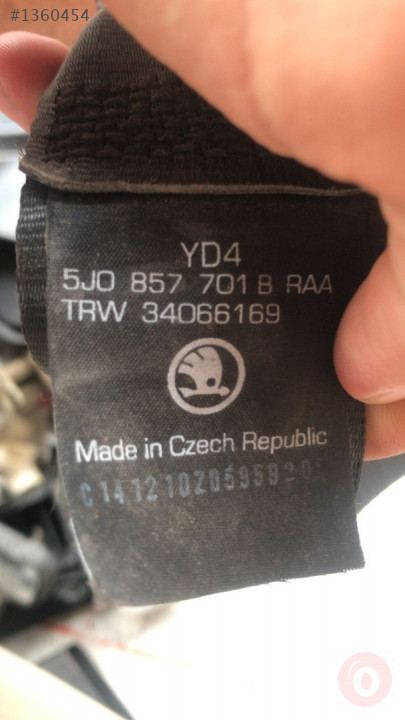 #1360454
YD4
5J0 857 701 B RAA
TRW 34066169
Made in Czech Republic